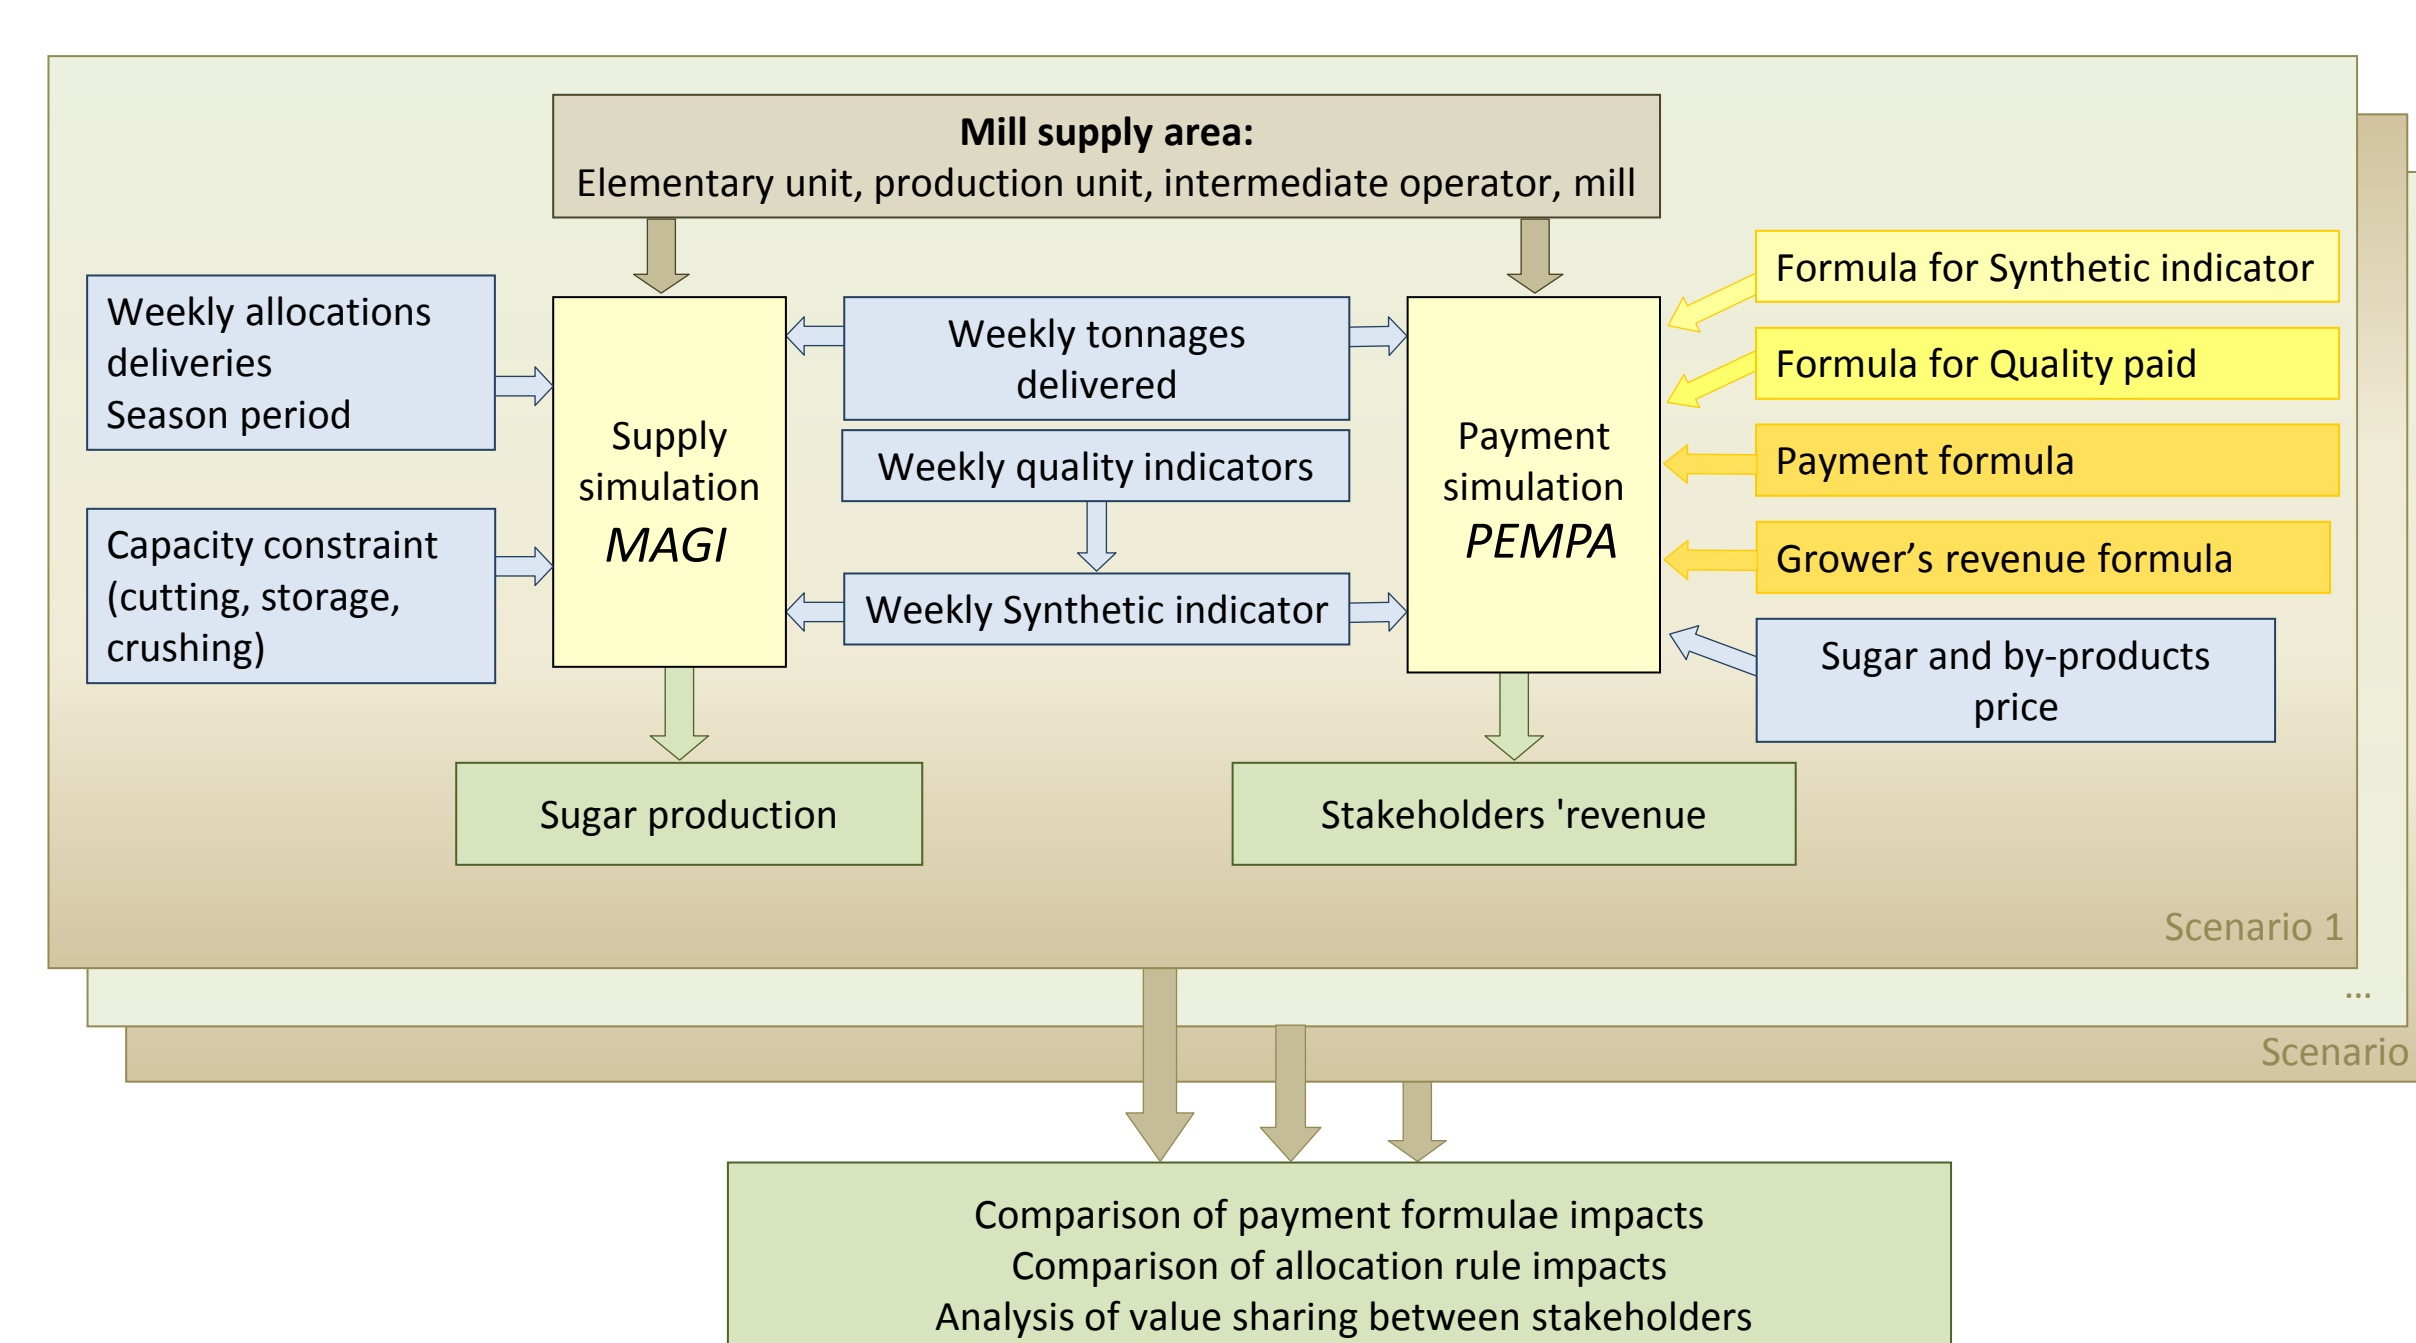 Mill supply area:
Elementary unit, production unit, intermediate operator, mill
Weekly allocations
deliveries
Season period
Capacity constraint
(cutting, storage,
crushing)
Supply
simulation
MAGI
Weekly tonnages
delivered
Weekly quality indicators
Weekly Synthetic indicator
Payment
simulation
PEMPA
Formula for Synthetic indicator
Formula for Quality paid
Payment formula
Grower’s revenue formula
Sugar and by-products
price
Sugar production
Stakeholders 'revenue
Scenario 1
...
Scenario
Comparison of payment formulae impacts
Comparison of allocation rule impacts
Analysis of value sharing between stakeholders